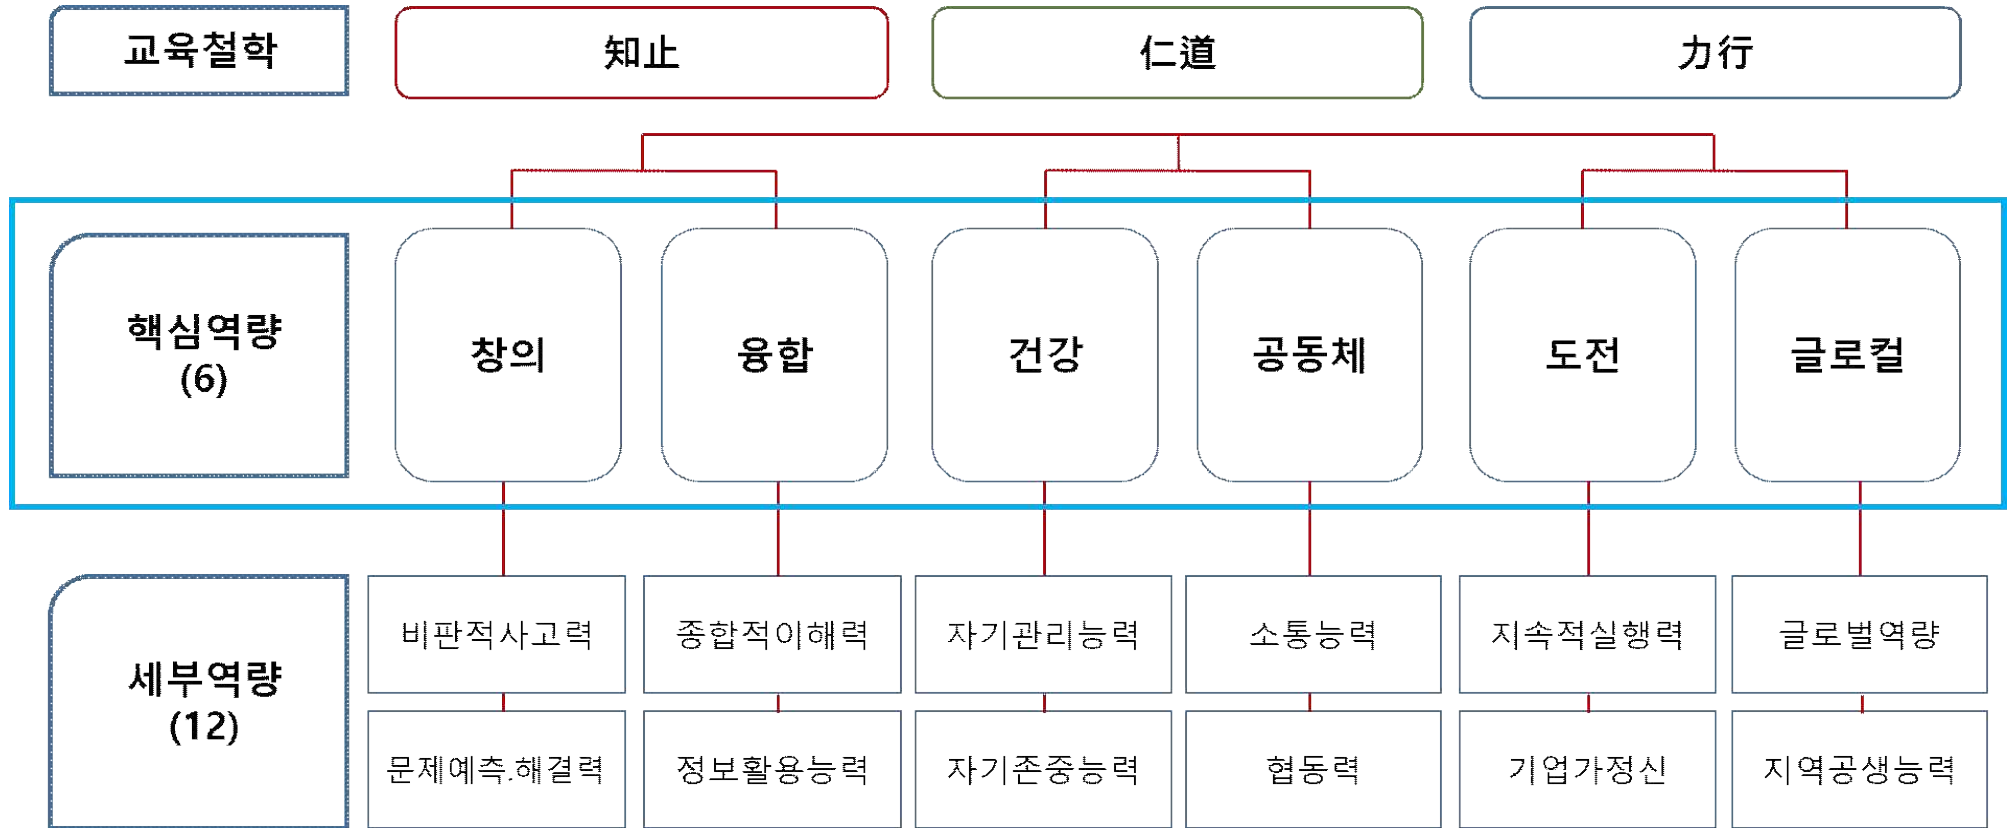 교육철학
知止
仁道
力行
핵심역량
(6)
창의
융합
건강
공동체
도전
글로컬
세부역량
(12)
비판적사고력
종합적이해력
자기관리능력
소통능력
지속적실행력
글로벌역량
문제예측.해결력
정보활용능력
자기존중능력
협동력
기업가정신
지역공생능력